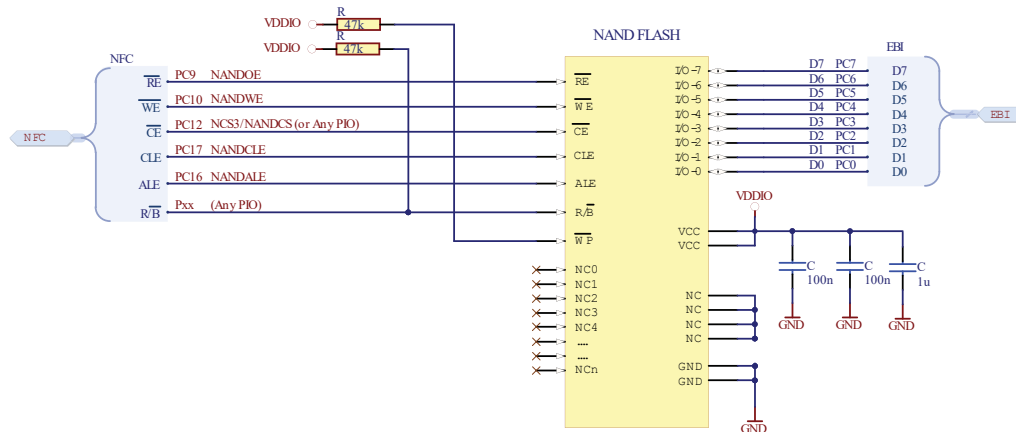 R
VDDIO 47k
R
VDDIO 47k
NAND FLASH
NFC
EBI
NFC
RE PC9 NANDOE RE
WE PC10 NANDWE WE
CE PC12 NCS3/NANDCS (or Any PIO) CE
CLE PC17 NANDCLE CLE
ALE PC16 NANDALE ALE
R/B Pxx (Any PIO) R/B
WP
NC0
NC1
NC2
NC3
NC4
....
....
NCn
I/O-7 D7 PC7 D7
I/O-6 D6 PC6 D6
I/O-5 D5 PC5 D5
I/O-4 D4 PC4 D4
I/O-3 D3 PC3 D3
I/O-2 D2 PC2 D2
I/O-1 D1 PC1 D1
I/O-0 D0 PC0 D0
EBI
VDDIO
VCC
VCC
C 100n
C 100n
C 1u
GND GND GND
NC
NC
NC
NC
GND
GND
GND